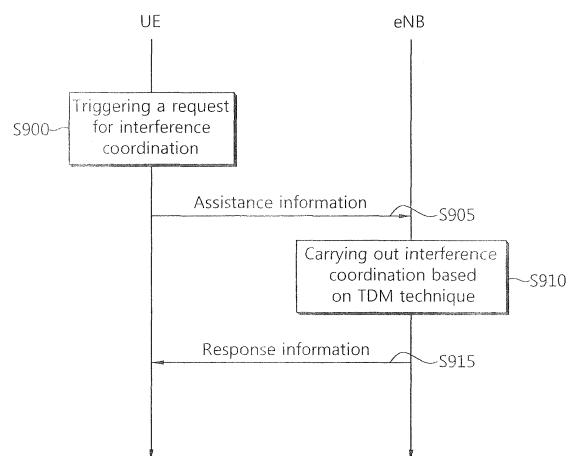 UE
eNB
Triggering a request
for interference
coordination
S900
Assistance information
S905
Carrying out interference
coordination based
on TDM technique
S910
Response information
S915